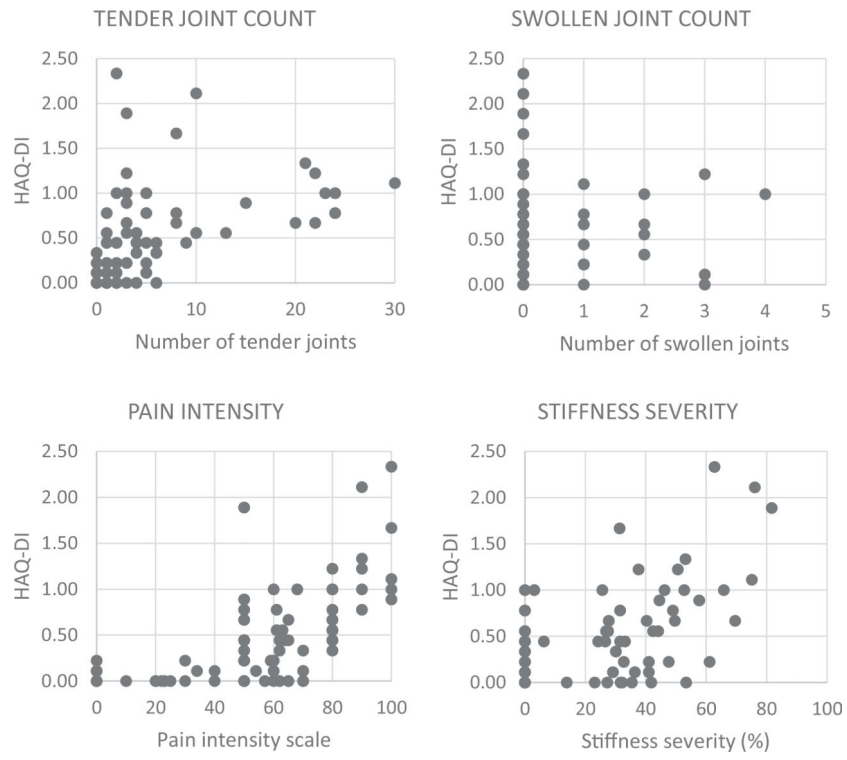 TENDER JOINT COUNT
2.50
2.00
1.50
1.00
0.50
0.00
HAQ-DI
0 10 20 30
Number of tender joints
SWOLLEN JOINT COUNT
2.50
2.00
1.50
1.00
0.50
0.00
HAQ-DI
0 1 2 3 4 5
Number of swollen joints
PAIN INTENSITY
2.50
2.00
1.50
1.00
0.50
0.00
HAQ-DI
0 20 40 60 80 100
Pain intensity scale
STIFFNESS SEVERITY
2.50
2.00
1.50
1.00
0.50
0.00
HAQ-DI
0 20 40 60 80 100
Stiffness severity (%)